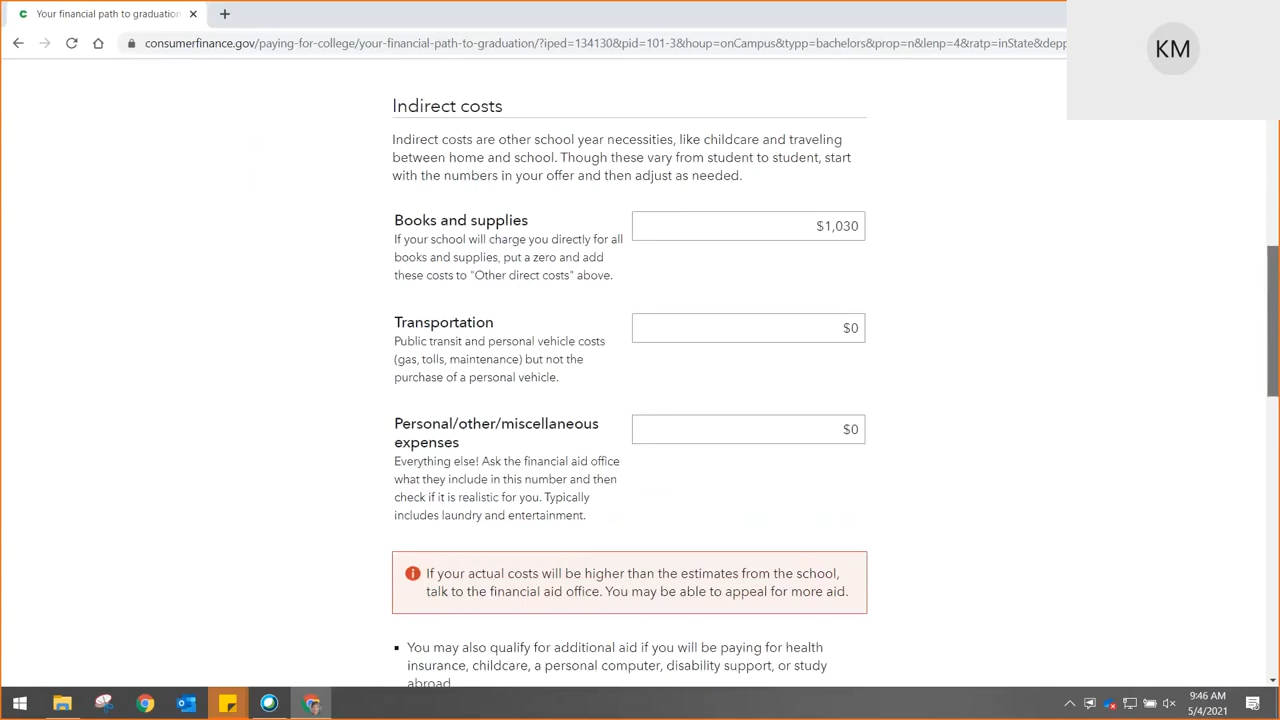 Your financial path to graduation
KM
consumerfinance.gov/paying-for-college/your-financial-path-to-graduation/?iped=134130&pid=101-3&houp=onCampus&typp=bachelors&prop=n&lenp=4&ratp=inState&depp
Indirect costs
Indirect costs are other school year necessities, like childcare and traveling
between home and school. Though these vary from student to student, start
with the numbers in your offer and then adjust as needed.
Books and supplies
$1,030
If your school will charge you directly for all
books and supplies, put a zero and add
these costs to "Other direct costs" above.
Transportation
$0
Public transit and personal vehicle costs
(gas, tolls, maintenance) but not the
purchase of a personal vehicle.
Personal/other/miscellaneous
expenses
$0
Everything else! Ask the financial aid office
what they include in this number and then
check if it is realistic for you. Typically
includes laundry and entertainment.
If your actual costs will be higher than the estimates from the school,
talk to the financial aid office. You may be able to appeal for more aid.
You may also qualify for additional aid if you will be paying for health
insurance, childcare, a personal computer, disability support, or study
abroad.
9:46 AM
5/4/2021